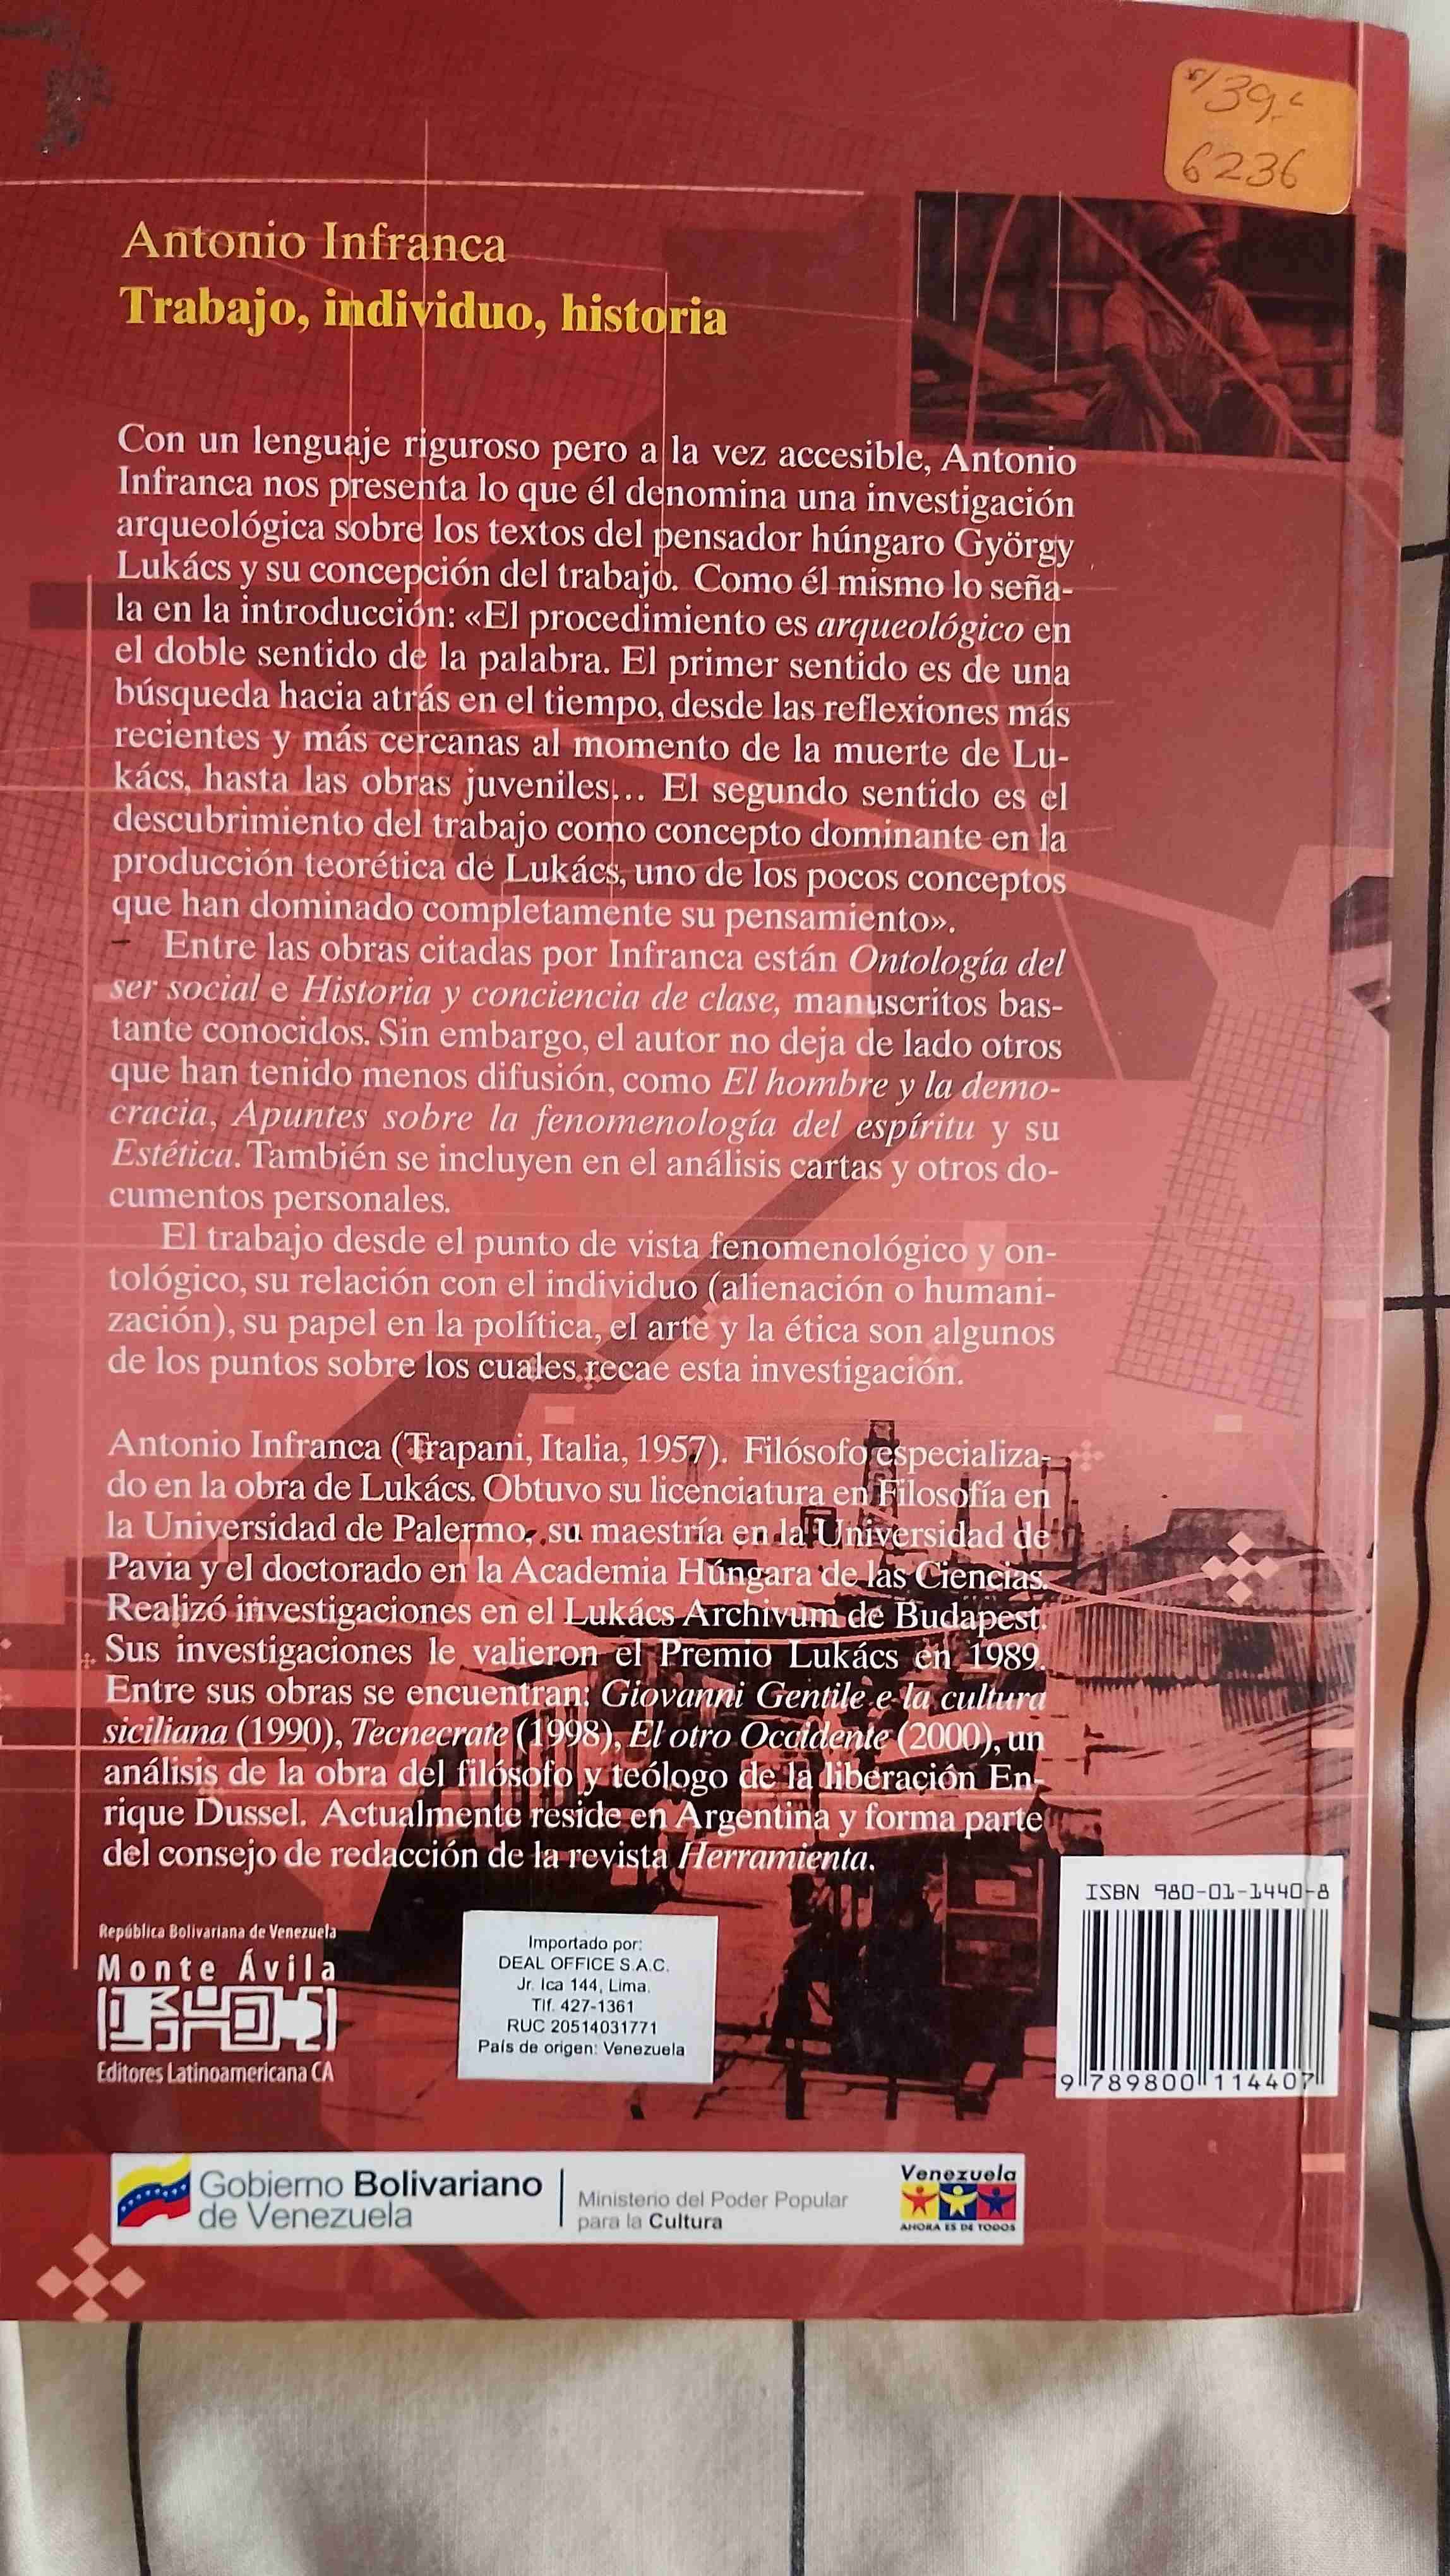 s/39.-
6236
Antonio Infranca
Trabajo, individuo, historia
Con un lenguaje riguroso pero a la vez accesible, Antonio
Infranca nos presenta lo que él denomina una investigación
arqueológica sobre los textos del pensador húngaro György
Lukács y su concepción del trabajo. Como él mismo lo seña-
la en la introducción: «El procedimiento es arqueológico en
el doble sentido de la palabra. El primer sentido es de una
búsqueda hacia atrás en el tiempo, desde las reflexiones más
recientes y más cercanas al momento de la muerte de Lu-
kács, hasta las obras juveniles... El segundo sentido es el
descubrimiento del trabajo como concepto dominante en la
producción teorética de Lukács, uno de los pocos conceptos
que han dominado completamente su pensamiento».
Entre las obras citadas por Infranca están Ontología del
ser social e Historia y conciencia de clase, manuscritos bas-
tante conocidos. Sin embargo, el autor no deja de lado otros
que han tenido menos difusión, como El hombre y la demo-
cracia, Apuntes sobre la fenomenología del espíritu y su
Estética. También se incluyen en el análisis cartas y otros do-
cumentos personales.
El trabajo desde el punto de vista fenomenológico y on-
tológico, su relación con el individuo (alienación o humani-
zación), su papel en la política, el arte y la ética son algunos
de los puntos sobre los cuales recae esta investigación.
Antonio Infranca (Trapani, Italia, 1957). Filósofo especializa-
do en la obra de Lukács. Obtuvo su licenciatura en Filosofía en
la Universidad de Palermo, su maestría en la Universidad de
Pavia y el doctorado en la Academia Húngara de las Ciencias.
Realizó investigaciones en el Lukács Archivum de Budapest.
Sus investigaciones le valieron el Premio Lukács en 1989.
Entre sus obras se encuentran: Giovanni Gentile e la cultura
siciliana (1990), Tecnecrate (1998), El otro Occidente (2000), un
análisis de la obra del filósofo y teólogo de la liberación En-
rique Dussel. Actualmente reside en Argentina y forma parte
del consejo de redacción de la revista Herramienta.
República Bolivariana de Venezuela
Monte Ávila
Editores Latinoamericana CA
Importado por:
DEAL OFFICE S.A.C.
Jr. Ica 144, Lima.
Tlf. 427-1361
RUC 20514031771
País de origen: Venezuela
ISBN 980-01-1440-8
9 789800 114407
Gobierno Bolivariano
de Venezuela
Ministerio del Poder Popular
para la Cultura
Venezuela
AHORA ES DE TODOS